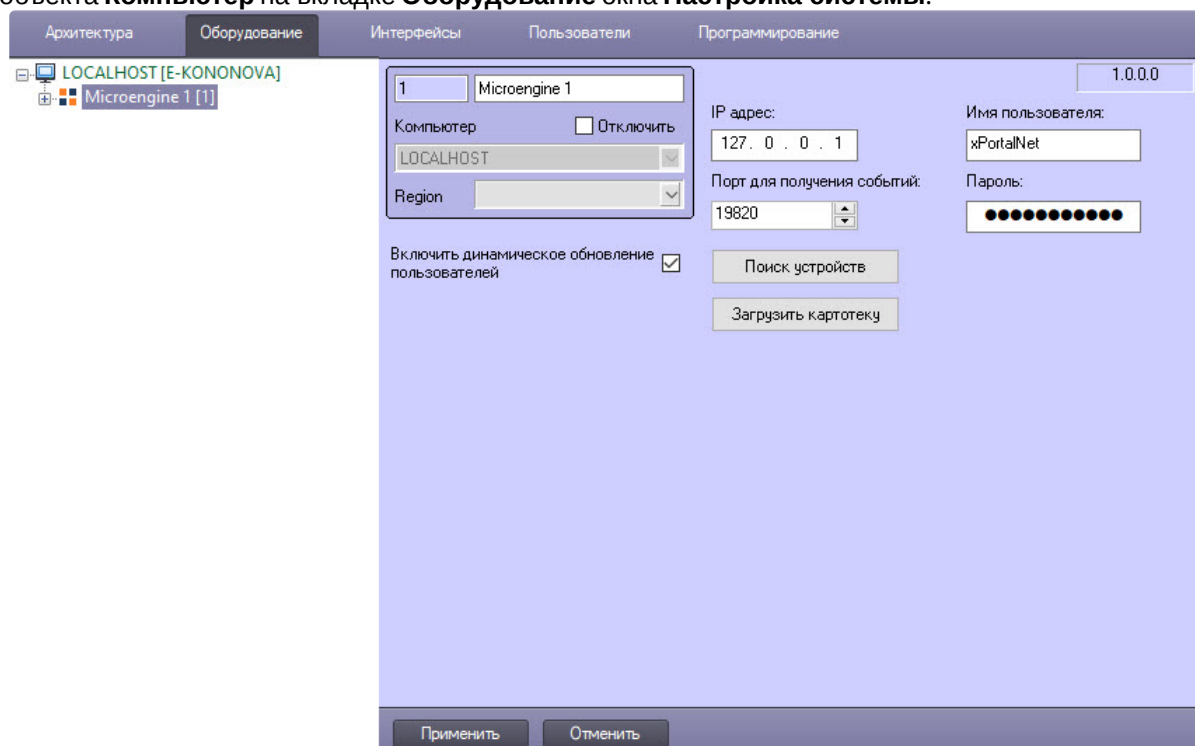 объекта Компьютер на вкладке Оборудование окна Настройка системы.
Архитектура Оборудование Интерфейсы Пользователи Программирование
LOCALHOST [E-KONONOVA]
Microengine 1 [1]
1 Microengine 1
Компьютер Отключить
LOCALHOST
Region
Включить динамическое обновление
пользователей
1.0.0.0
IP адрес: Имя пользователя:
127. 0 . 0 . 1 xPortalNet
Порт для получения событий: Пароль:
19820 ●●●●●●●●●●●
Поиск устройств
Загрузить картотеку
Применить Отменить